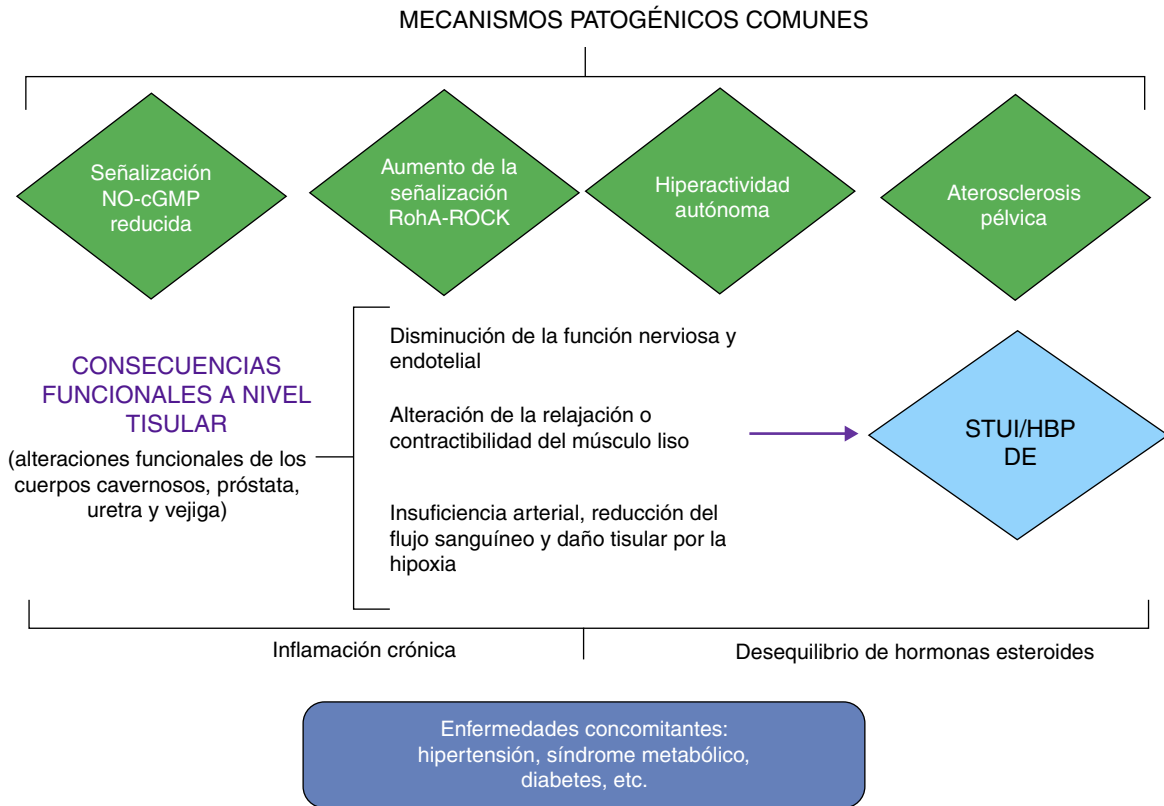 MECANISMOS PATOGÉNICOS COMUNES
Señalización
NO-cGMP
reducida
Aumento de la
señalización
RohA-ROCK
Hiperactividad
autónoma
Aterosclerosis
pélvica
CONSECUENCIAS
FUNCIONALES A NIVEL
TISULAR
(alteraciones funcionales de los
cuerpos cavernosos, próstata,
uretra y vejiga)
Disminución de la función nerviosa y
endotelial
Alteración de la relajación o
contractibilidad del músculo liso
Insuficiencia arterial, reducción del
flujo sanguíneo y daño tisular por la
hipoxia
STUI/HBP
DE
Inflamación crónica
Desequilibrio de hormonas esteroides
Enfermedades concomitantes:
hipertensión, síndrome metabólico,
diabetes, etc.